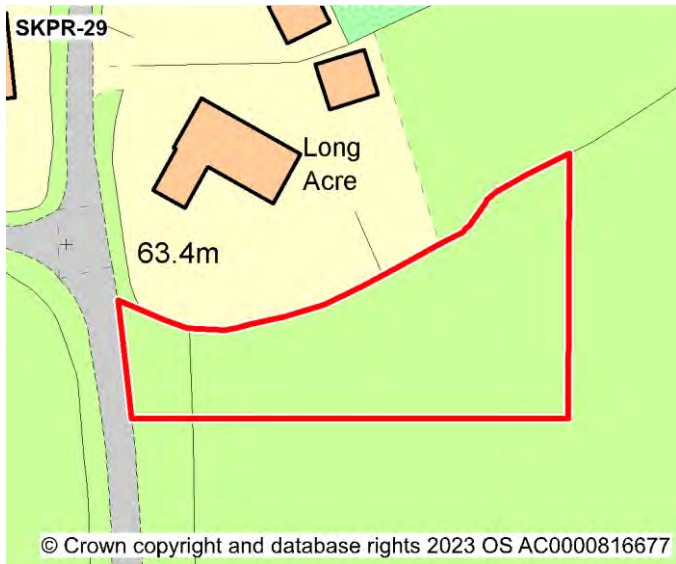 SKPR-29
Long
Acre
63.4m
© Crown copyright and database rights 2023 OS AC0000816677